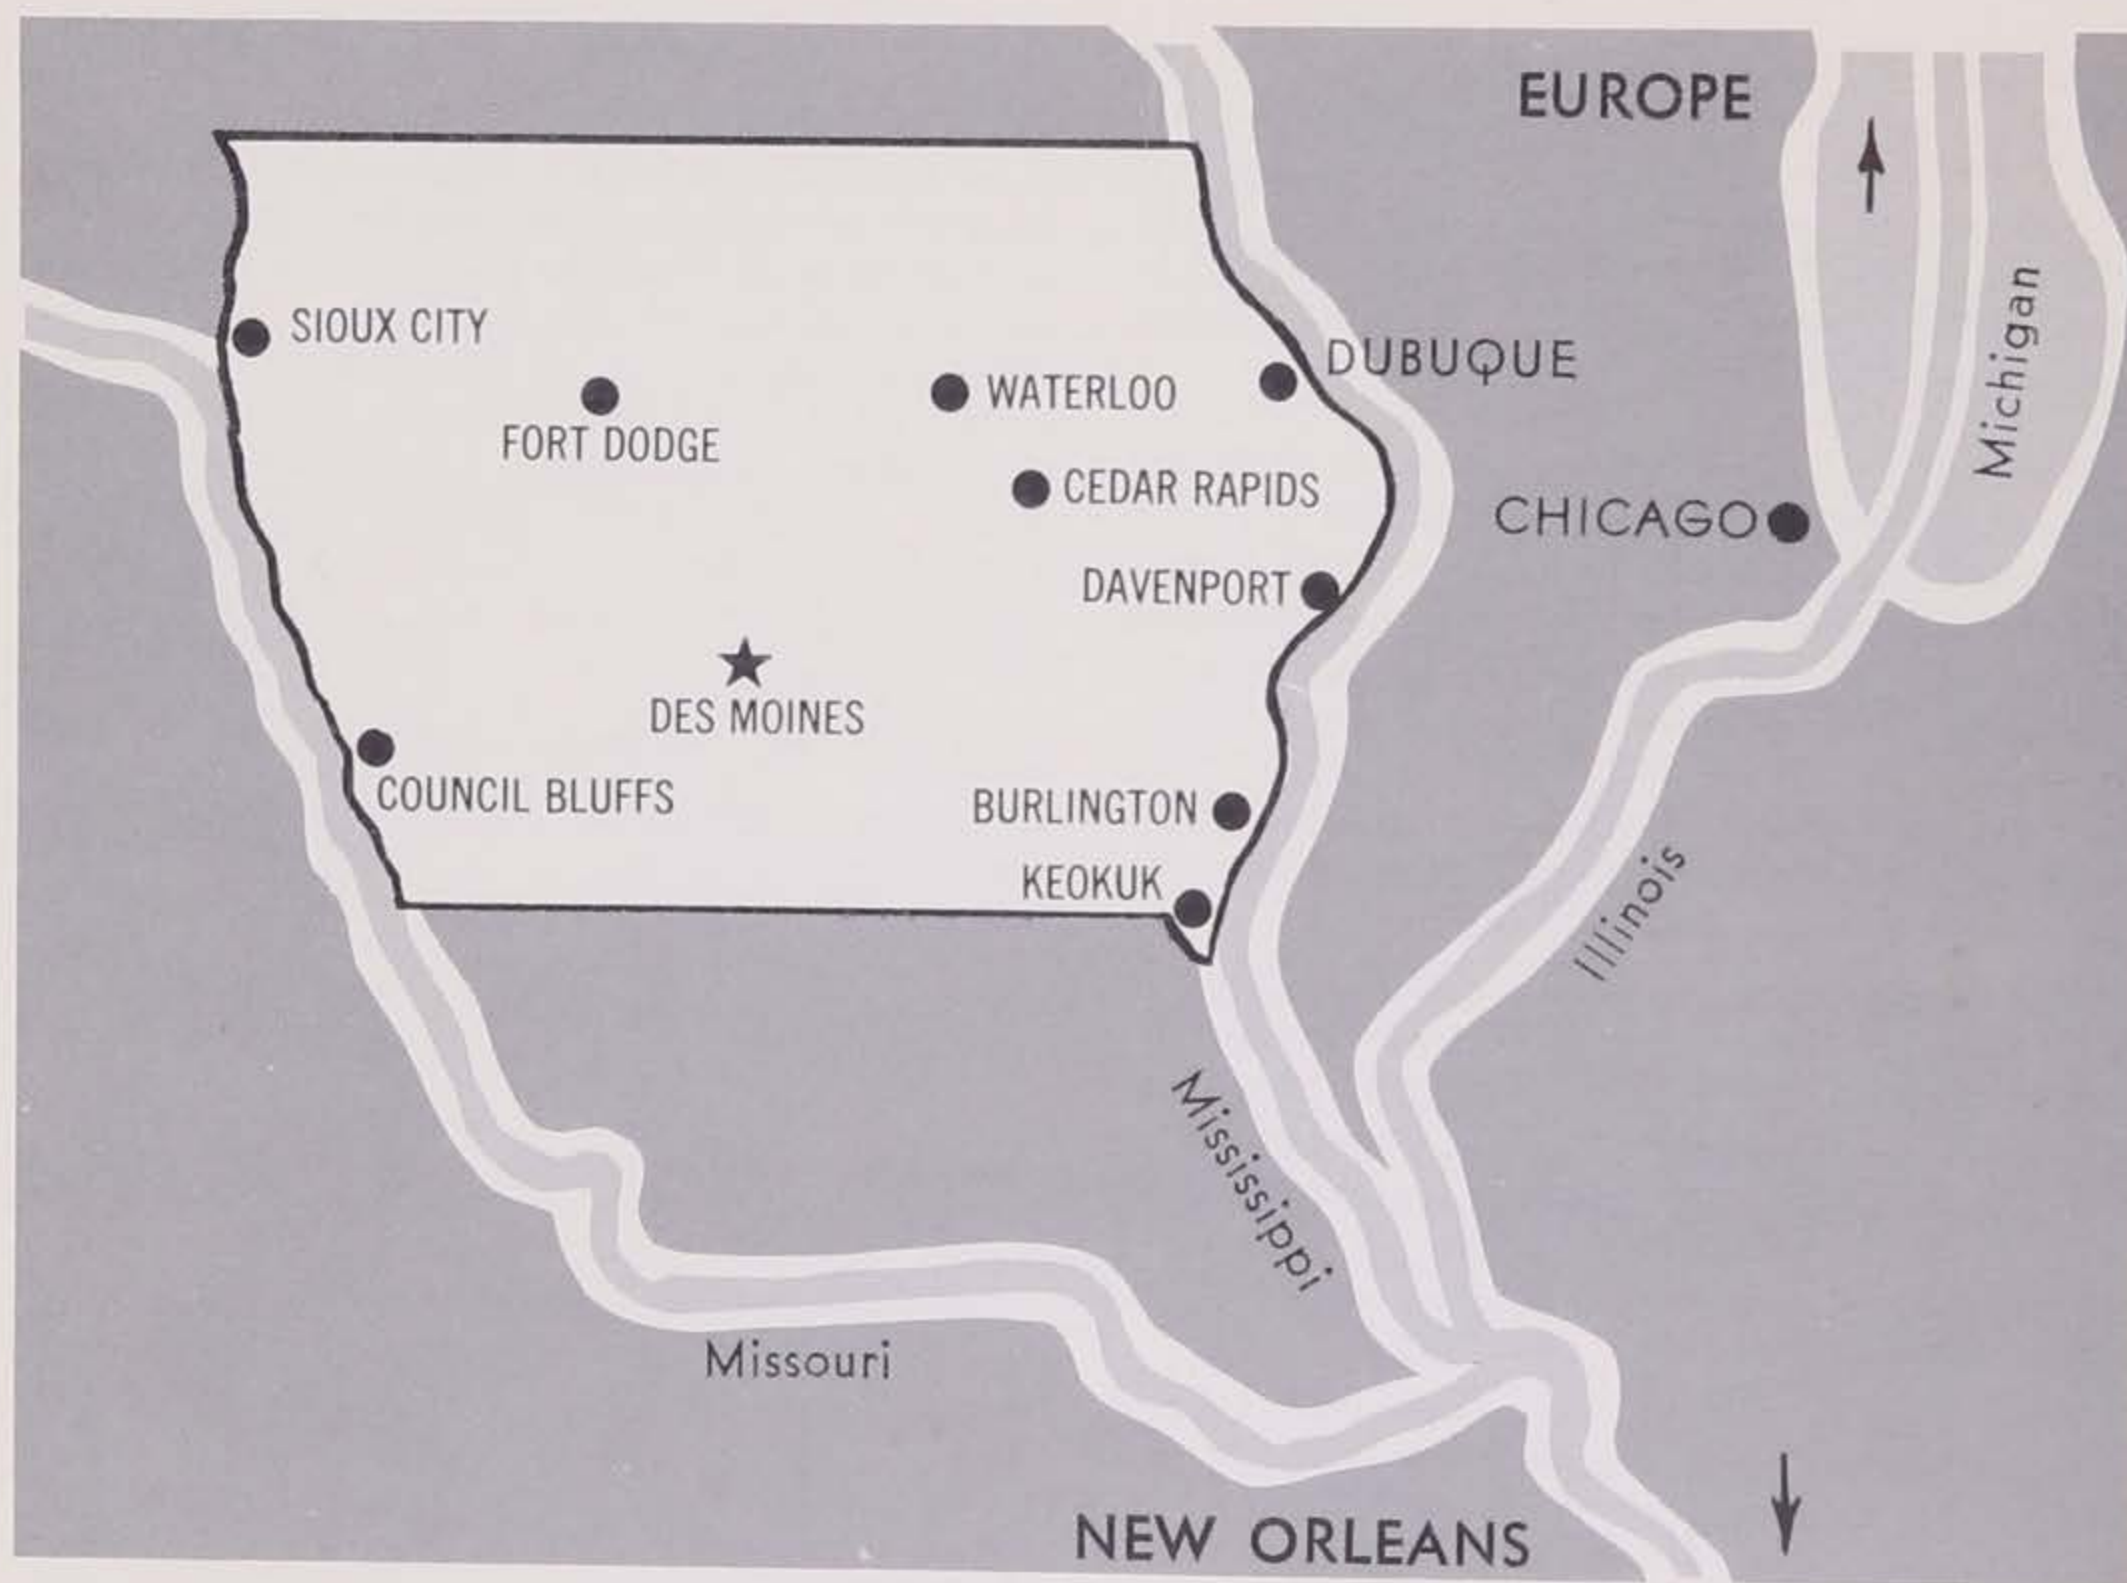 EUROPE
Michigan
SIOUX CITY
DUBUQUE
WATERLOO
FORT DODGE
CEDAR RAPIDS
CHICAGO
DAVENPORT
DES MOINES
COUNCIL BLUFFS
BURLINGTON
KEOKUK
Illinois
Mississippi
Missouri
NEW ORLEANS